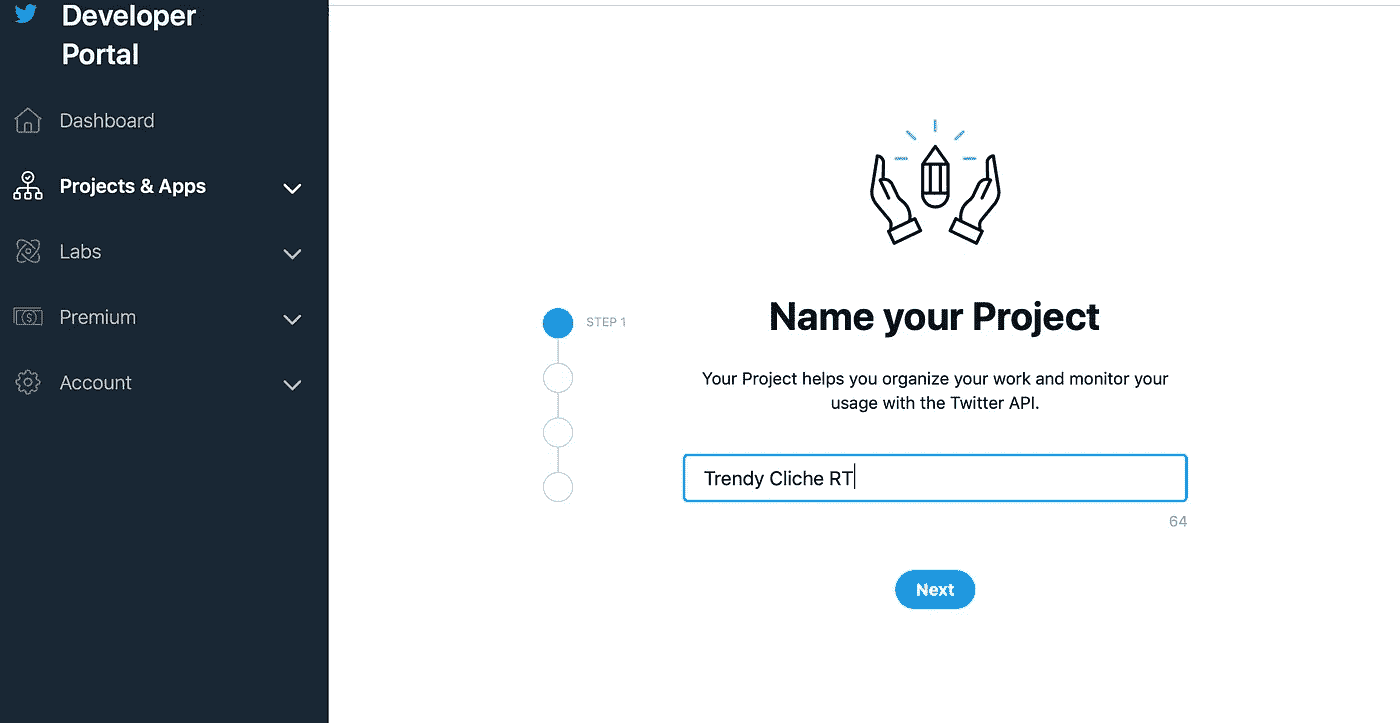 Developer
Portal
Dashboard
Projects & Apps
Labs
Premium
Account
STEP 1
Name your Project
Your Project helps you organize your work and monitor your
usage with the Twitter API.
Trendy Cliche RT
64
Next